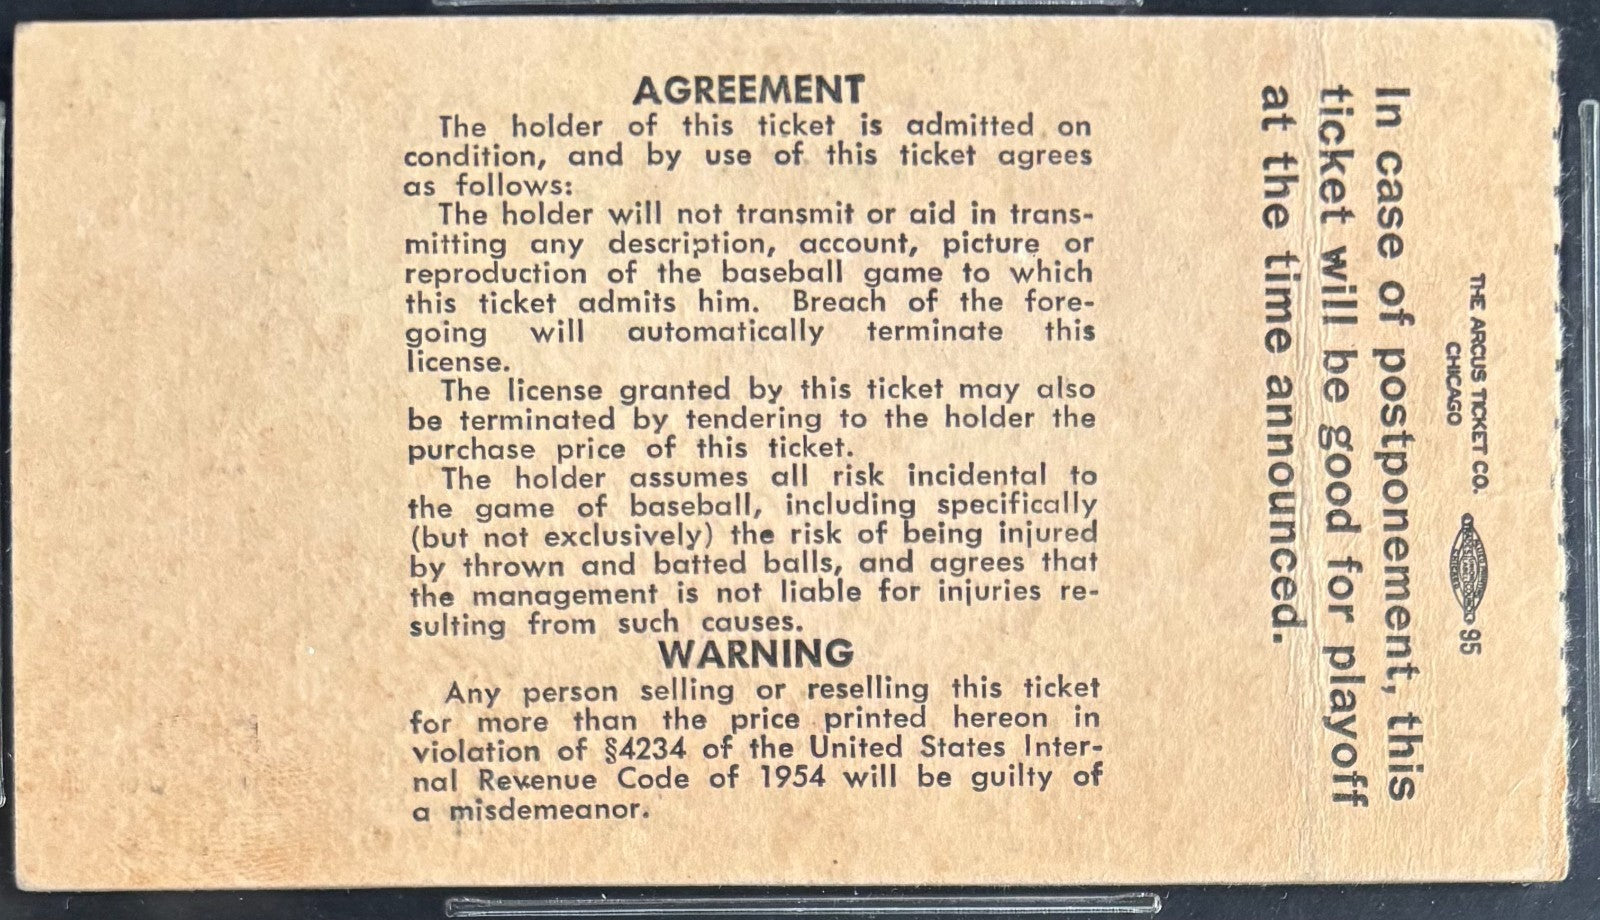 AGREEMENT
The holder of this ticket is admitted on
condition, and by use of this ticket agrees
as follows:
The holder will not transmit or aid in trans-
mitting any description, account, picture or
reproduction of the baseball game to which
this ticket admits him. Breach of the fore-
going will automatically terminate this
license.
The license granted by this ticket may also
be terminated by tendering to the holder the
purchase price of this ticket.
The holder assumes all risk incidental to
the game of baseball, including specifically
(but not exclusively) the risk of being injured
by thrown and batted balls, and agrees that
the management is not liable for injuries re-
sulting from such causes.
WARNING
Any person selling or reselling this ticket
for more than the price printed hereon in
violation of §4234 of the United States Inter-
nal Revenue Code of 1954 will be guilty of
a misdemeanor.
In case of postponement, this
ticket will be good for playoff
at the time announced.
THE ARCUS TICKET CO.
CHICAGO
95